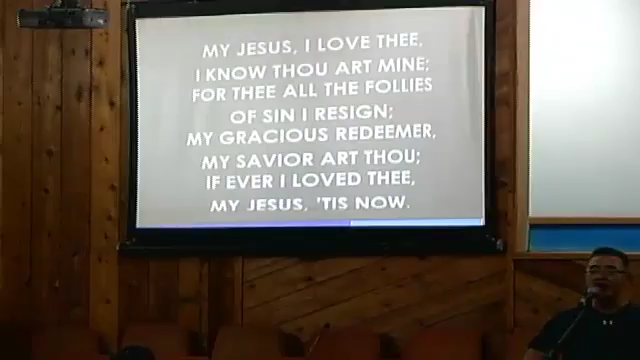 MY JESUS, I LOVE THEE,
I KNOW THOU ART MINE;
FOR THEE ALL THE FOLLIES
OF SIN I RESIGN;
MY GRACIOUS REDEEMER,
MY SAVIOR ART THOU;
IF EVER I LOVED THEE,
MY JESUS, 'TIS NOW.